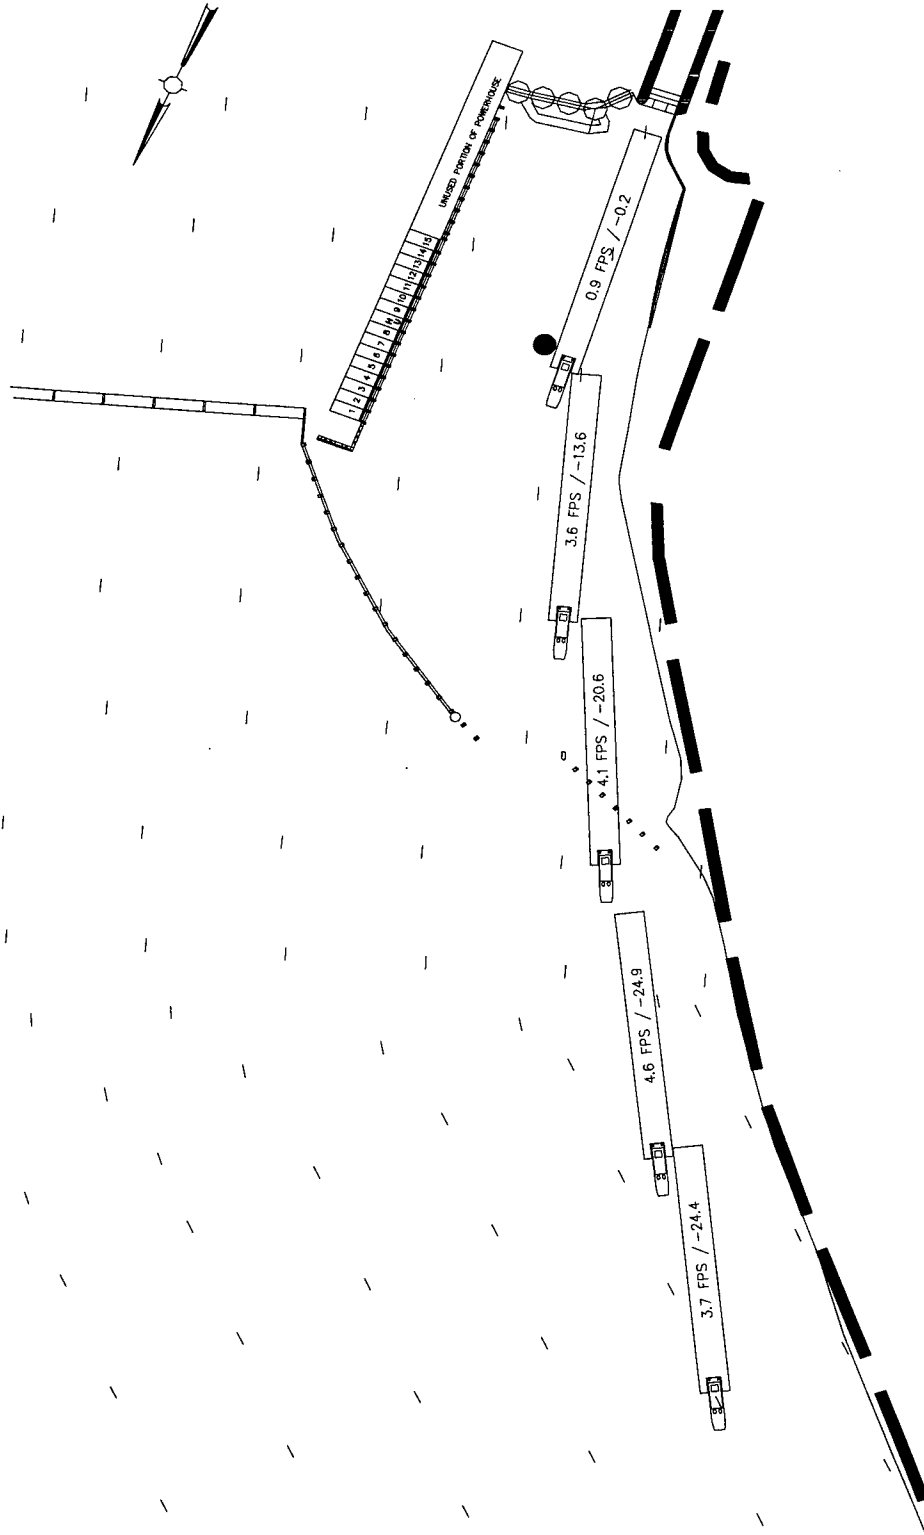 UNUSED PORTION OF POWERHOUSE
1 2 3 4 5 6 7 8 9 10 11 12 13 14 15
0.9 FPS / -0.2
3.6 FPS / -13.6
4.1 FPS / -20.6
4.6 FPS / -24.9
3.7 FPS / -24.4